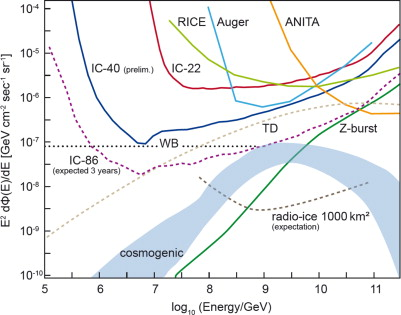 RICE Auger ANITA
IC-40 (prelim.) IC-22
WB TD Z-burst
IC-86
(expected 3 years)
radio-ice 1000 km²
(expectation)
cosmogenic
10⁻⁴
10⁻⁵
10⁻⁶
10⁻⁷
10⁻⁸
10⁻⁹
10⁻¹⁰
E² dΦ(E)/dE [GeV cm⁻² sec⁻¹ sr⁻¹]
5 6 7 8 9 10 11
log₁₀ (Energy/GeV)